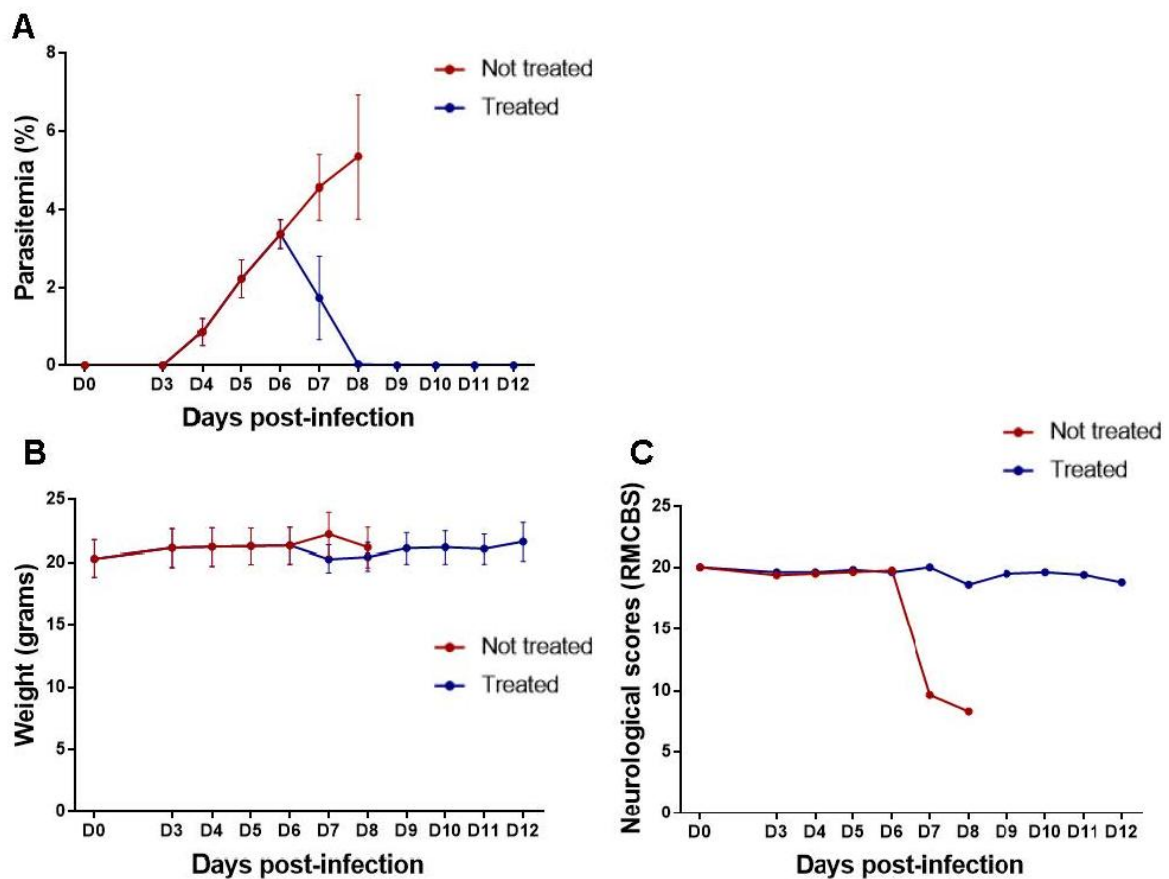 A
Parasitemia (%)
8
6
4
2
0
Not treated
Treated
D0 D3 D4 D5 D6 D7 D8 D9 D10 D11 D12
Days post-infection
B
Weight (grams)
25
20
15
10
5
0
Not treated
Treated
D0 D3 D4 D5 D6 D7 D8 D9 D10 D11 D12
Days post-infection
C
Not treated
Treated
Neurological scores (RMCBS)
25
20
15
10
5
0
D0 D3 D4 D5 D6 D7 D8 D9 D10 D11 D12
Days post-infection